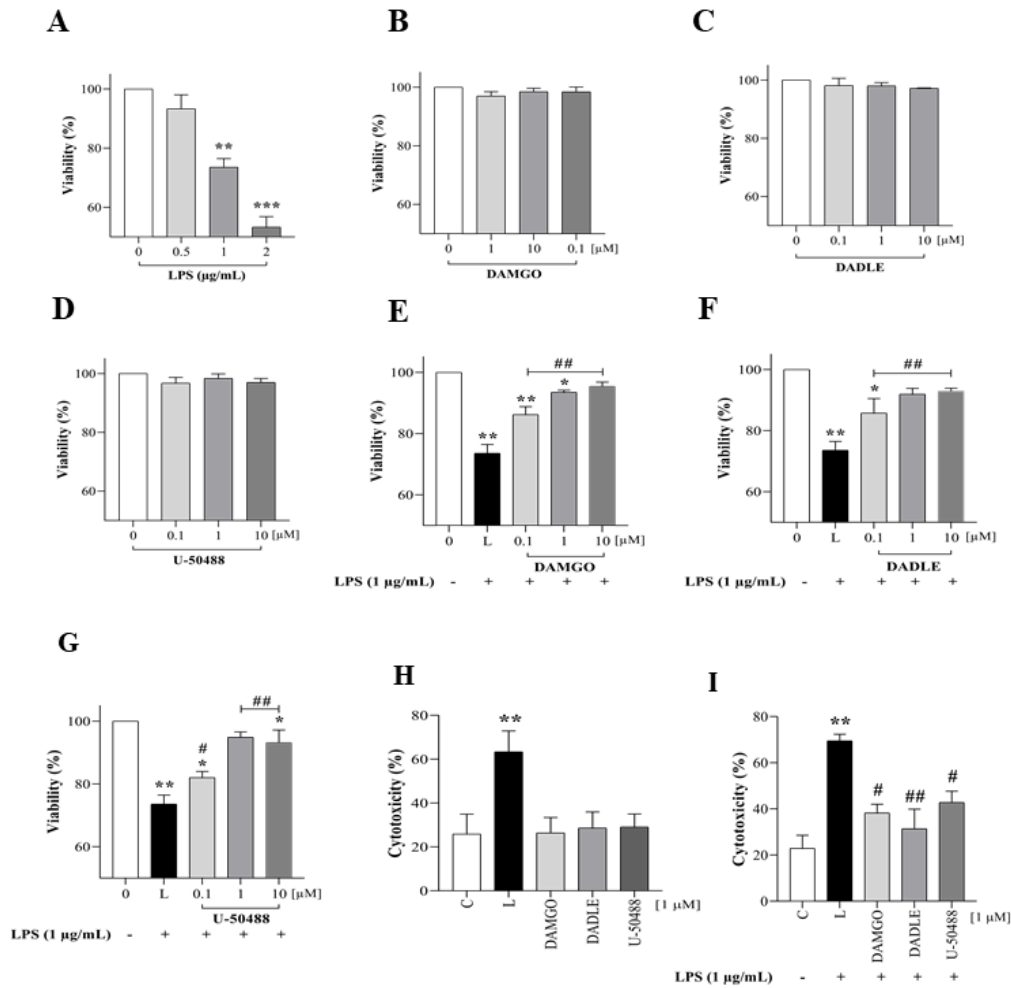 A
B
C
Viability (%)
100
80
60
**
***
0 0.5 1 2
LPS (µg/mL)
Viability (%)
100
80
60
0 1 10 0.1 [µM]
DAMGO
Viability (%)
100
80
60
0 0.1 1 10 [µM]
DADLE
D
E
F
Viability (%)
100
80
60
0 0.1 1 10 [µM]
U-50488
Viability (%)
100
80
60
##
** ** *
0 L 0.1 1 10 [µM]
DAMGO
LPS (1 µg/mL) - + + + +
Viability (%)
100
80
60
##
** *
0 L 0.1 1 10 [µM]
DADLE
LPS (1 µg/mL) - + + + +
G
H
I
Viability (%)
100
80
60
##
*
#
** *
0 L 0.1 1 10 [µM]
U-50488
LPS (1 µg/mL) - + + + +
Cytotoxicity (%)
80
60
40
20
0
**
C L DAMGO DADLE U-50488 [1 µM]
Cytotoxicity (%)
80
60
40
20
0
**
# ## #
C L DAMGO DADLE U-50488 [1 µM]
LPS (1 µg/mL) - + + + +